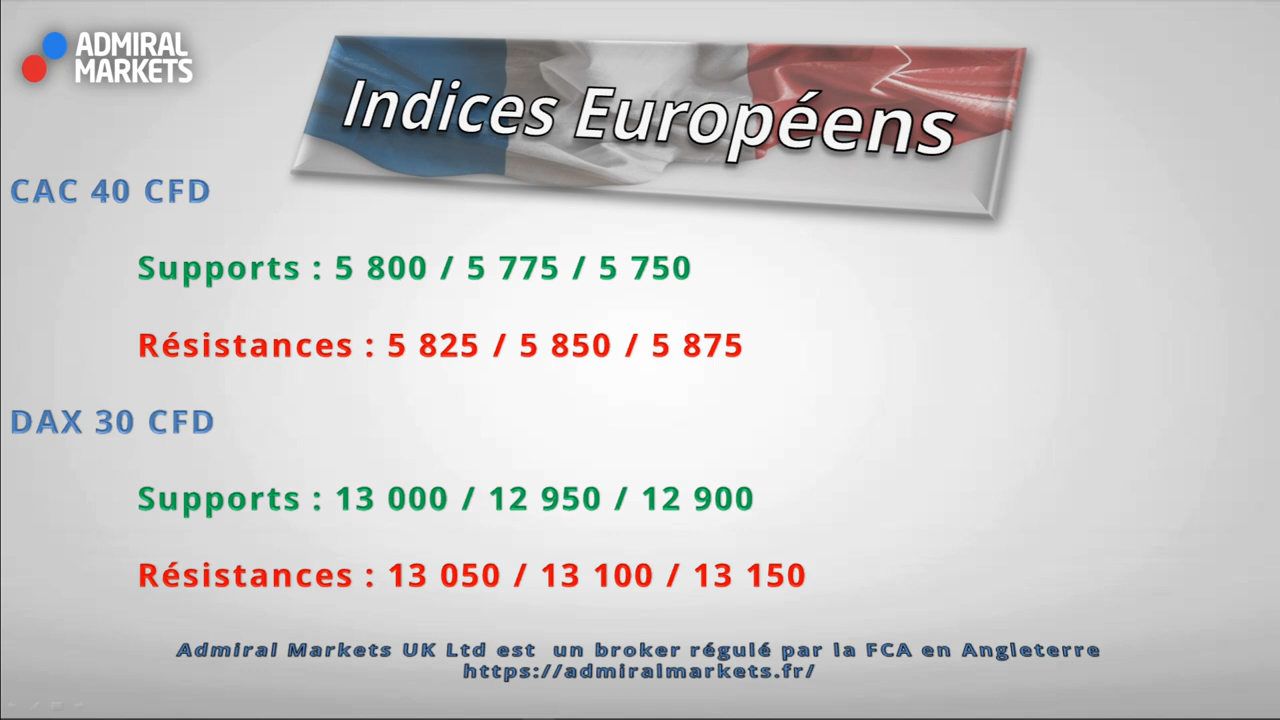 ADMIRAL
MARKETS
Indices Européens
CAC 40 CFD
Supports : 5 800 / 5 775 / 5 750
Résistances : 5 825 / 5 850 / 5 875
DAX 30 CFD
Supports : 13 000 / 12 950 / 12 900
Résistances : 13 050 / 13 100 / 13 150
Admiral Markets UK Ltd est  un broker régulé par la FCA en Angleterre
https://admiralmarkets.fr/